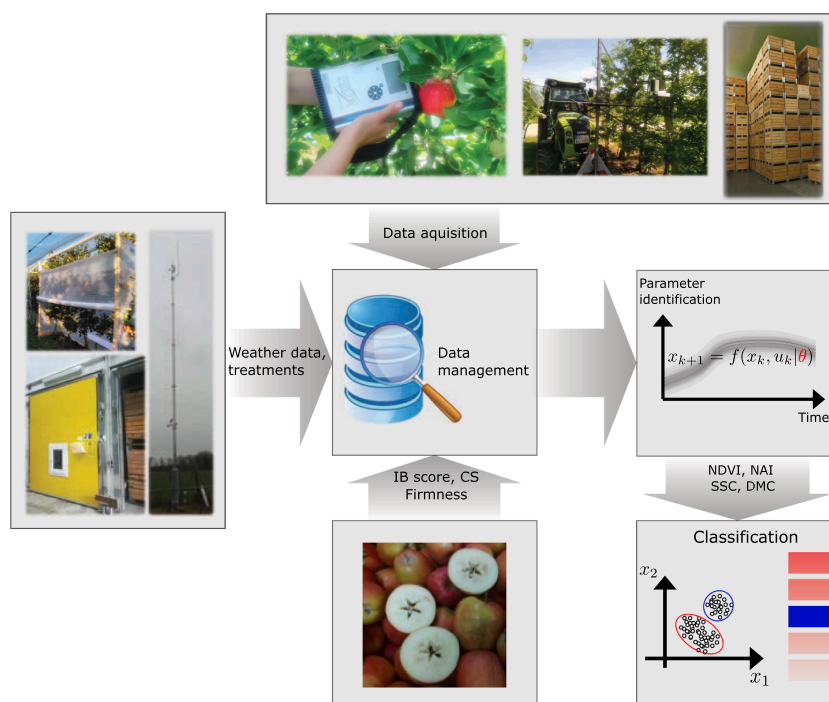 Data aquisition
Weather data,
treatments
Data
management
Parameter
identification
x_{k+1} = f(x_k, u_k|θ)
Time
IB score, CS
Firmness
NDVI, NAI
SSC, DMC
Classification
x_2
x_1